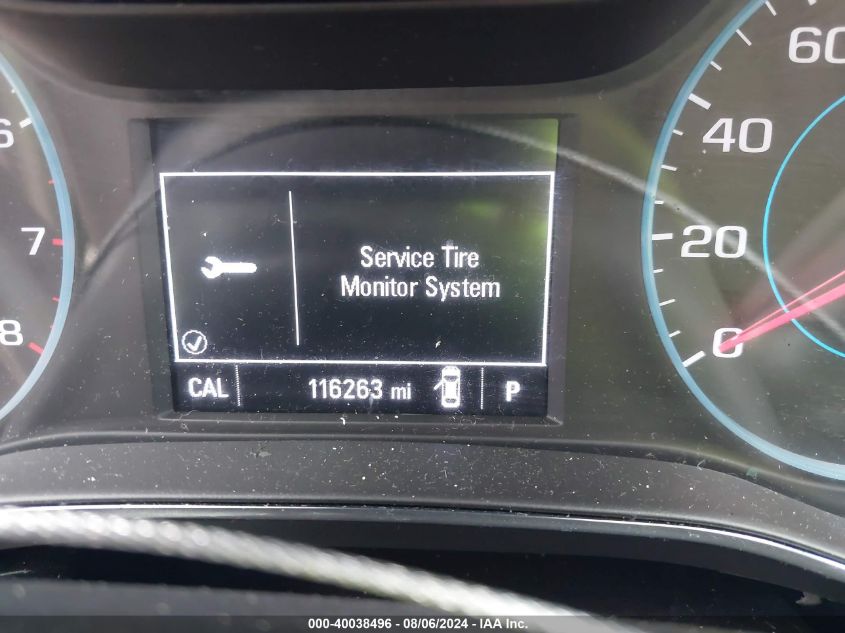 60
6
40
7
20
Service Tire
Monitor System
8
0
CAL 116263 mi P
000-40038496 - 08/06/2024 - IAA Inc.